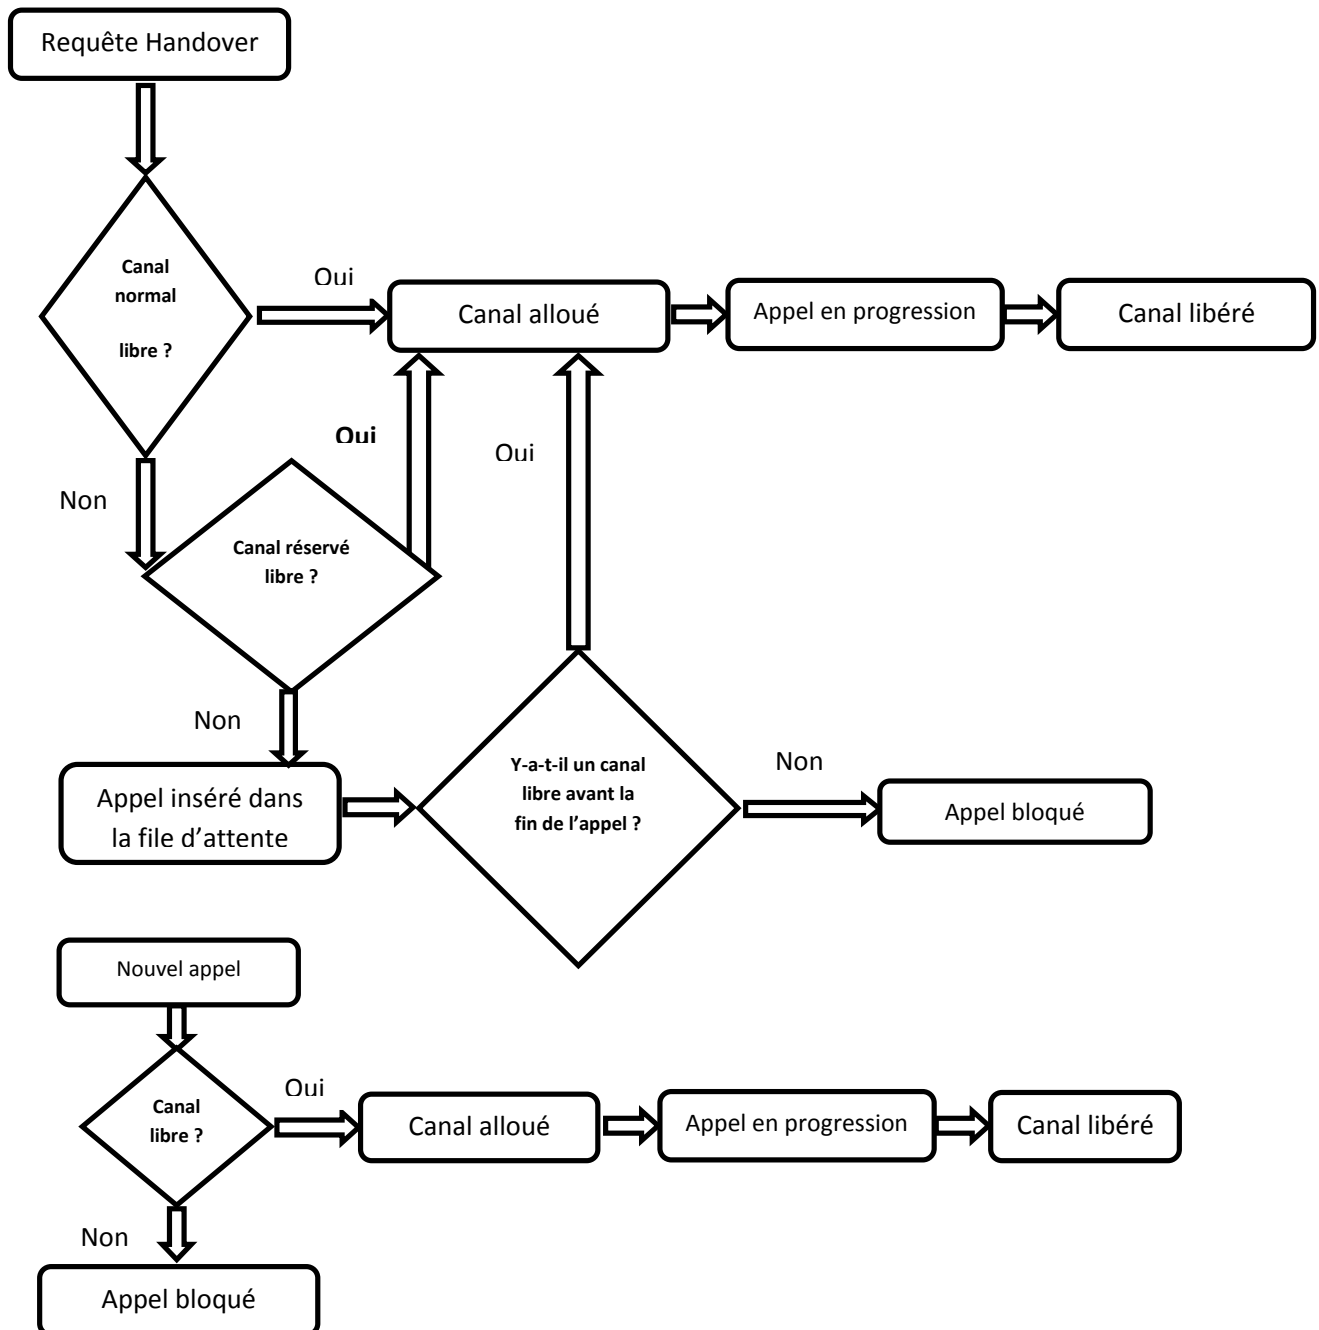 Requête Handover
Canal
normal
libre ?
Oui
Canal alloué
Appel en progression
Canal libéré
Oui
Oui
Non
Canal réservé
libre ?
Non
Appel inséré dans
la file d’attente
Y-a-t-il un canal
libre avant la
fin de l’appel ?
Non
Appel bloqué
Nouvel appel
Canal
libre ?
Oui
Canal alloué
Appel en progression
Canal libéré
Non
Appel bloqué